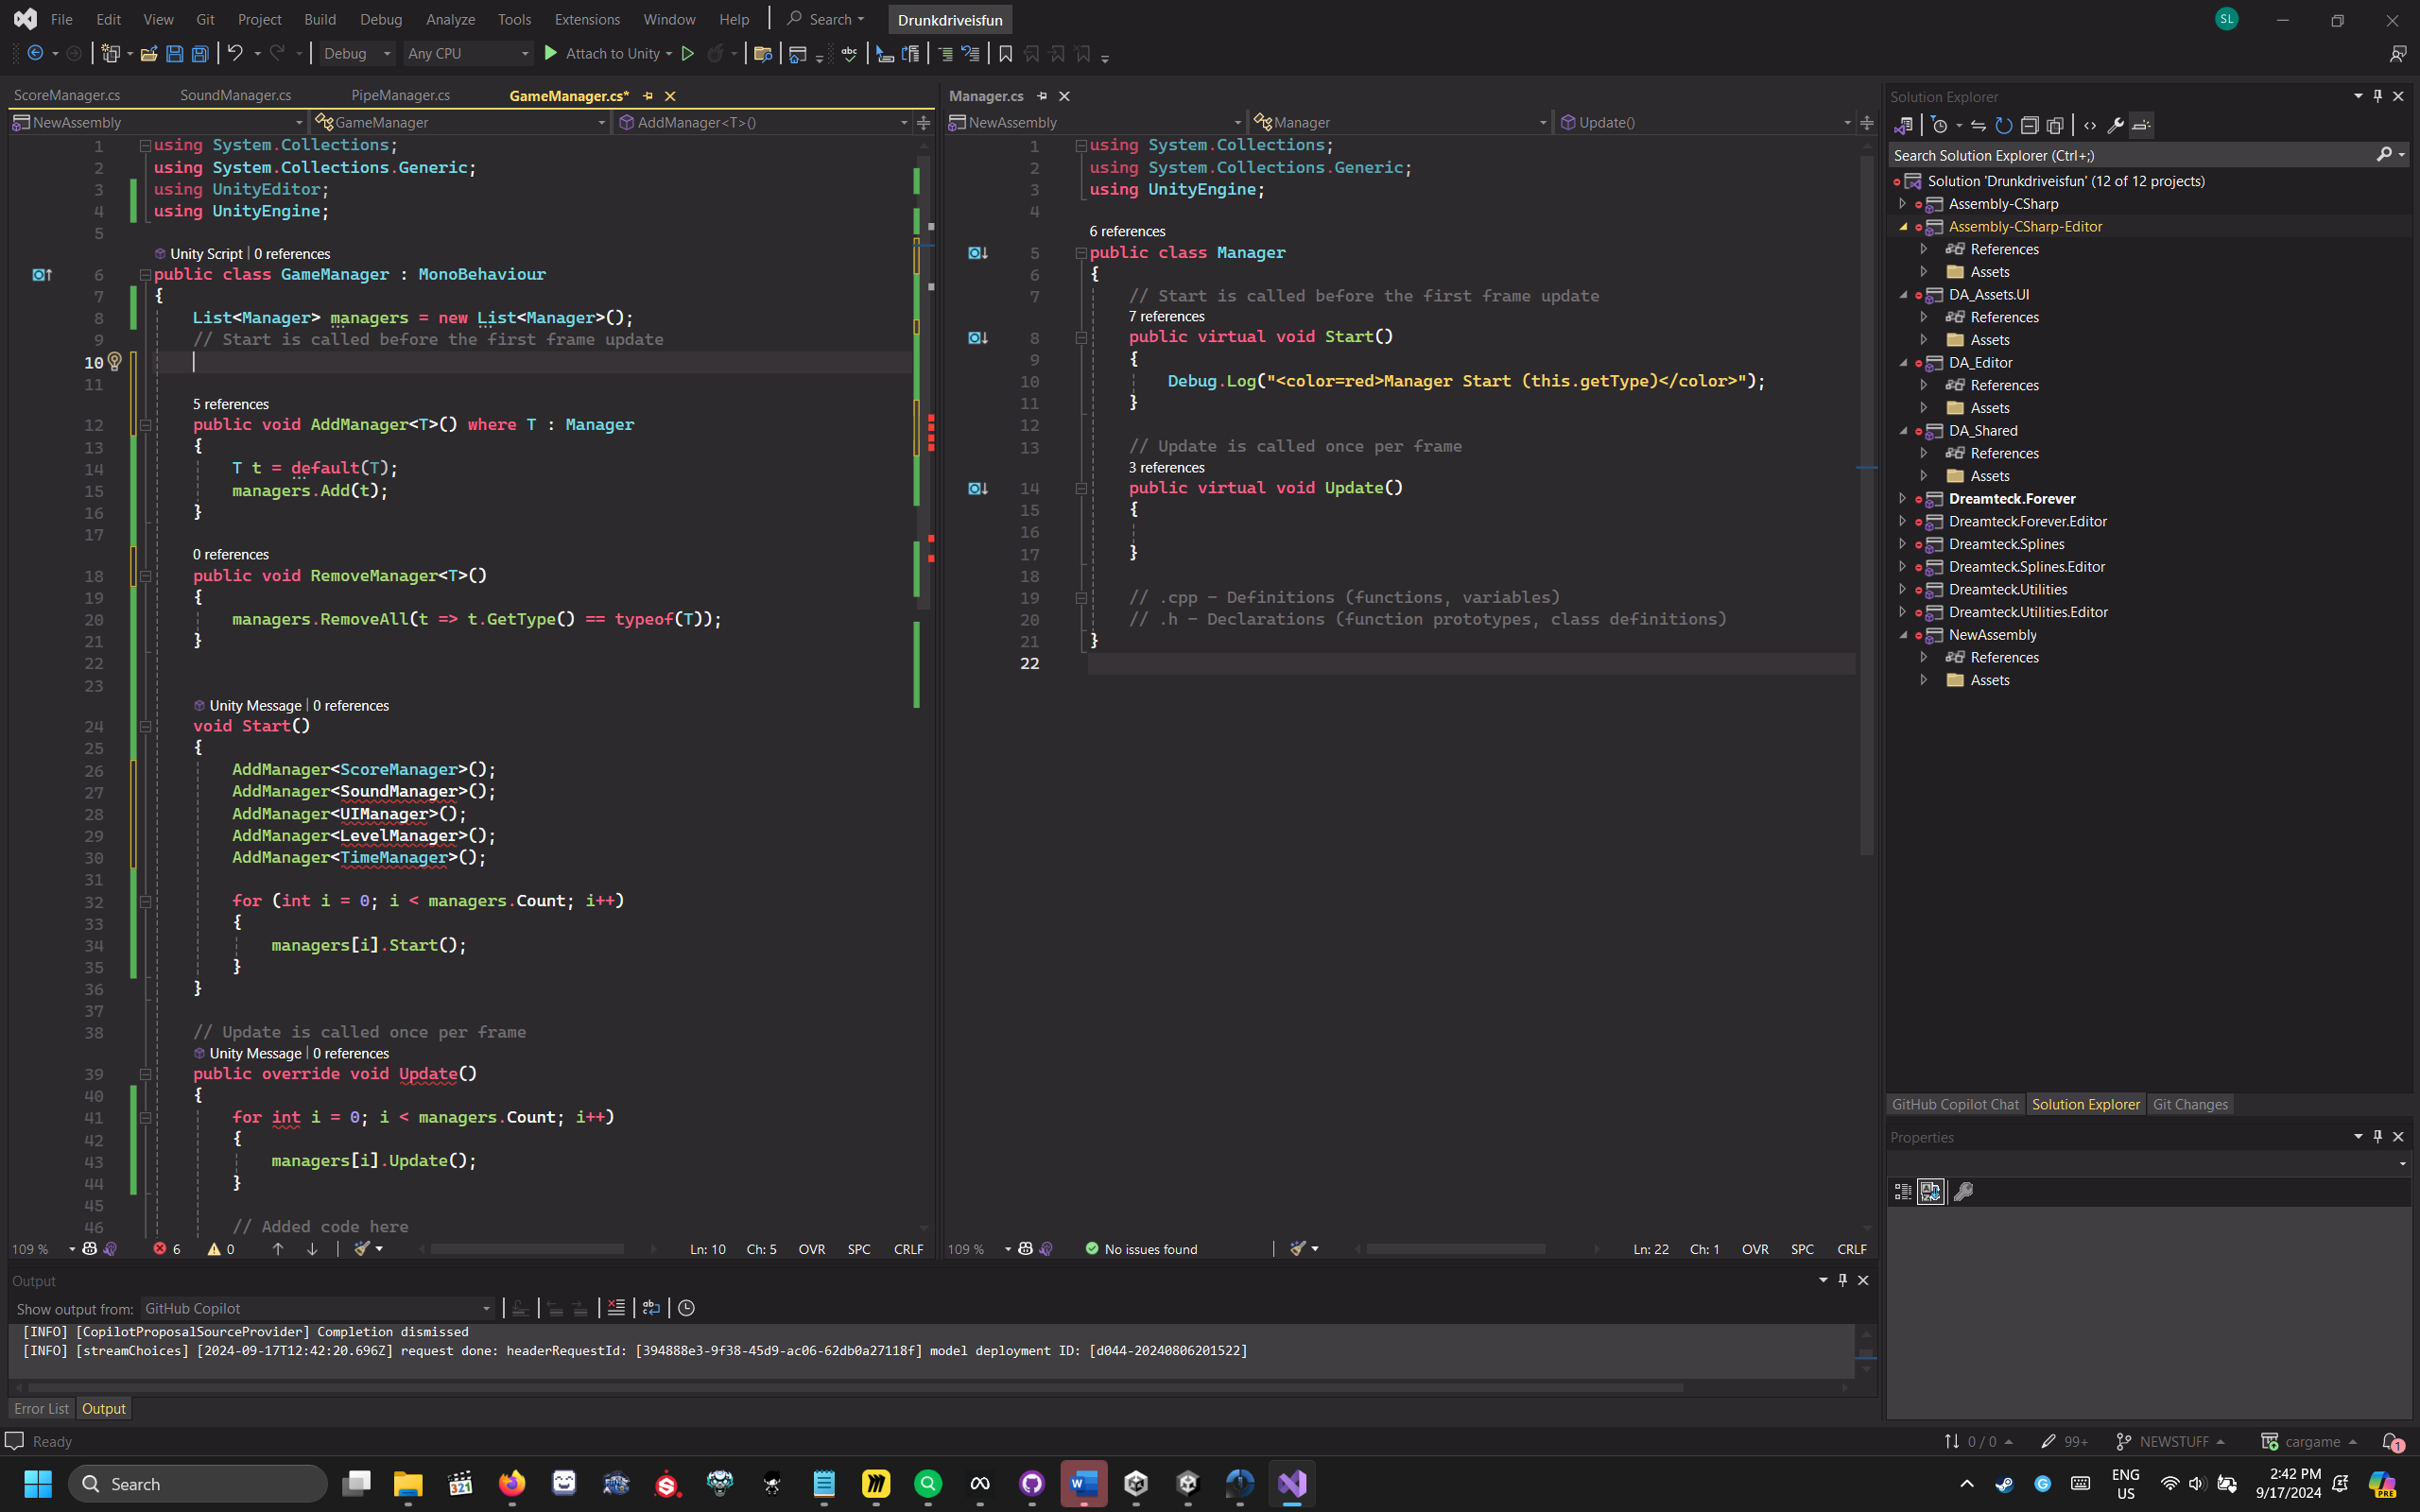 File Edit View Git Project Build Debug Analyze Tools Extensions Window Help Search Drunkdriveisfun SL
Debug Any CPU Attach to Unity
ScoreManager.cs SoundManager.cs PipeManager.cs GameManager.cs*
NewAssembly GameManager AddManager<T>()
1 using System.Collections;
2 using System.Collections.Generic;
3 using UnityEditor;
4 using UnityEngine;
5
Unity Script | 0 references
6 public class GameManager : MonoBehaviour
7 {
8 List<Manager> managers = new List<Manager>();
9 // Start is called before the first frame update
10
11
5 references
12 public void AddManager<T>() where T : Manager
13 {
14 T t = default(T);
15 managers.Add(t);
16 }
17
0 references
18 public void RemoveManager<T>()
19 {
20 managers.RemoveAll(t => t.GetType() == typeof(T));
21 }
22
23
Unity Message | 0 references
24 void Start()
25 {
26 AddManager<ScoreManager>();
27 AddManager<SoundManager>();
28 AddManager<UIManager>();
29 AddManager<LevelManager>();
30 AddManager<TimeManager>();
31
32 for (int i = 0; i < managers.Count; i++)
33 {
34 managers[i].Start();
35 }
36 }
37
38 // Update is called once per frame
Unity Message | 0 references
39 public override void Update()
40 {
41 for int i = 0; i < managers.Count; i++)
42 {
43 managers[i].Update();
44 }
45
46 // Added code here
109 % 6 0 Ln: 10 Ch: 5 OVR SPC CRLF
Manager.cs
NewAssembly Manager Update()
1 using System.Collections;
2 using System.Collections.Generic;
3 using UnityEngine;
4
6 references
5 public class Manager
6 {
7 // Start is called before the first frame update
7 references
8 public virtual void Start()
9 {
10 Debug.Log("<color=red>Manager Start (this.getType)</color>");
11 }
12
13 // Update is called once per frame
3 references
14 public virtual void Update()
15 {
16
17 }
18
19 // .cpp - Definitions (functions, variables)
20 // .h - Declarations (function prototypes, class definitions)
21 }
22
109 % No issues found Ln: 22 Ch: 1 OVR SPC CRLF
Solution Explorer
Search Solution Explorer (Ctrl+;)
Solution 'Drunkdriveisfun' (12 of 12 projects)
Assembly-CSharp
Assembly-CSharp-Editor
References
Assets
DA_Assets.UI
References
Assets
DA_Editor
References
Assets
DA_Shared
References
Assets
Dreamteck.Forever
Dreamteck.Forever.Editor
Dreamteck.Splines
Dreamteck.Splines.Editor
Dreamteck.Utilities
Dreamteck.Utilities.Editor
NewAssembly
References
Assets
GitHub Copilot Chat Solution Explorer Git Changes
Properties
Output
Show output from: GitHub Copilot
[INFO] [CopilotProposalSourceProvider] Completion dismissed
[INFO] [streamChoices] [2024-09-17T12:42:20.696Z] request done: headerRequestId: [394888e3-9f38-45d9-ac06-62db0a27118f] model deployment ID: [d044-20240806201522]
Error List Output
Ready 0 / 0 99+ NEWSTUFF cargame 1
Search ENG US 2:42 PM 9/17/2024 PRE